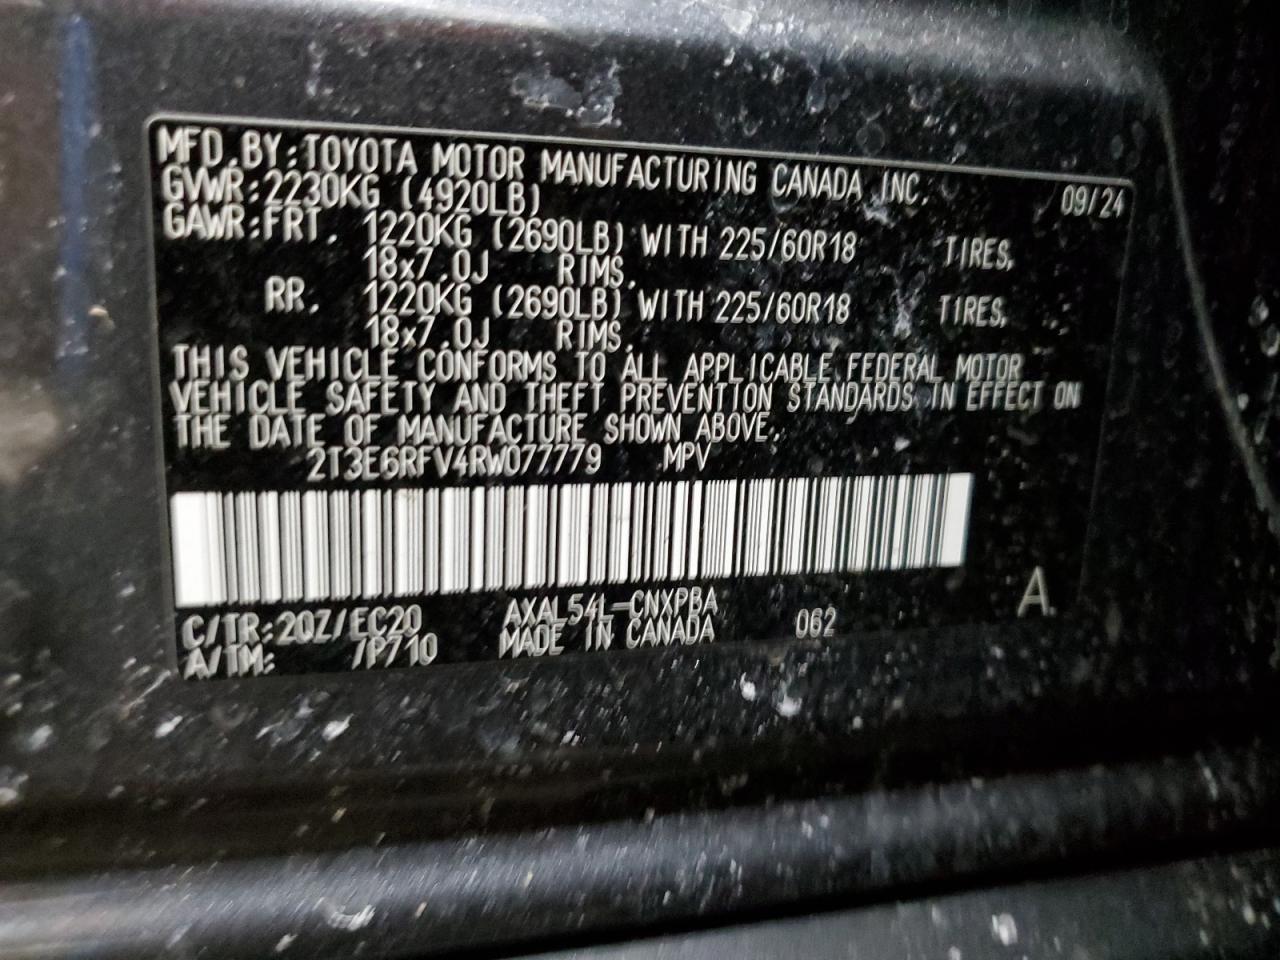 MFD.BY:TOYOTA MOTOR MANUFACTURING CANADA INC. 09/24
GVWR:2230KG (4920LB)
GAWR:FRT. 1220KG (2690LB) WITH 225/60R18 TIRES,
18x7.0J RIMS.
RR. 1220KG (2690LB) WITH 225/60R18 TIRES,
18x7.0J RIMS.
THIS VEHICLE CONFORMS TO ALL APPLICABLE FEDERAL MOTOR
VEHICLE SAFETY AND THEFT PREVENTION STANDARDS IN EFFECT ON
THE DATE OF MANUFACTURE SHOWN ABOVE.
2T3E6RFV4RW077779 MPV
C/TR:20Z/EC20 AXAL54L-CNXPBA 062 A
A/TM: /P710 MADE IN CANADA